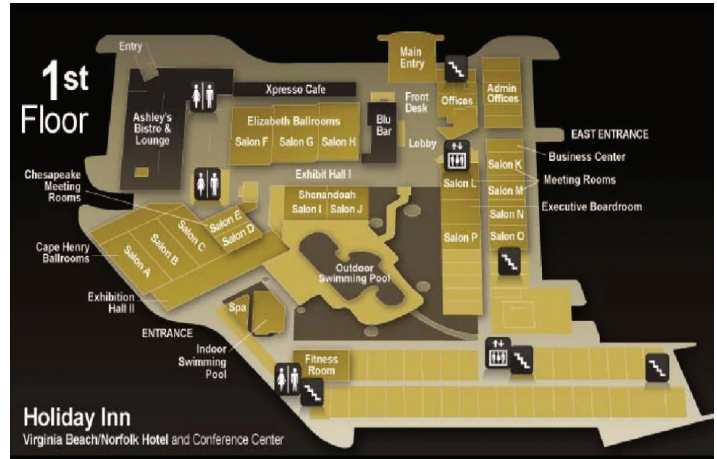 1st
Floor
Entry
Ashley's
Bistro &
Lounge
Xpresso Cafe
Main
Entry
Offices
Admin
Offices
Front
Desk
Elizabeth Ballrooms
Salon F
Salon G
Salon H
Blu
Bar
Lobby
EAST ENTRANCE
Business Center
Salon K
Meeting Rooms
Chesapeake
Meeting
Rooms
Exhibit Hall I
Salon L
Salon M
Executive Boardroom
Shenandoah
Salon I
Salon J
Salon N
Salon E
Salon D
Salon C
Salon B
Salon A
Salon P
Salon O
Cape Henry
Ballrooms
Outdoor
Swimming Pool
Exhibition
Hall II
Spa
ENTRANCE
Indoor
Swimming
Pool
Fitness
Room
Holiday Inn
Virginia Beach/Norfolk Hotel and Conference Center